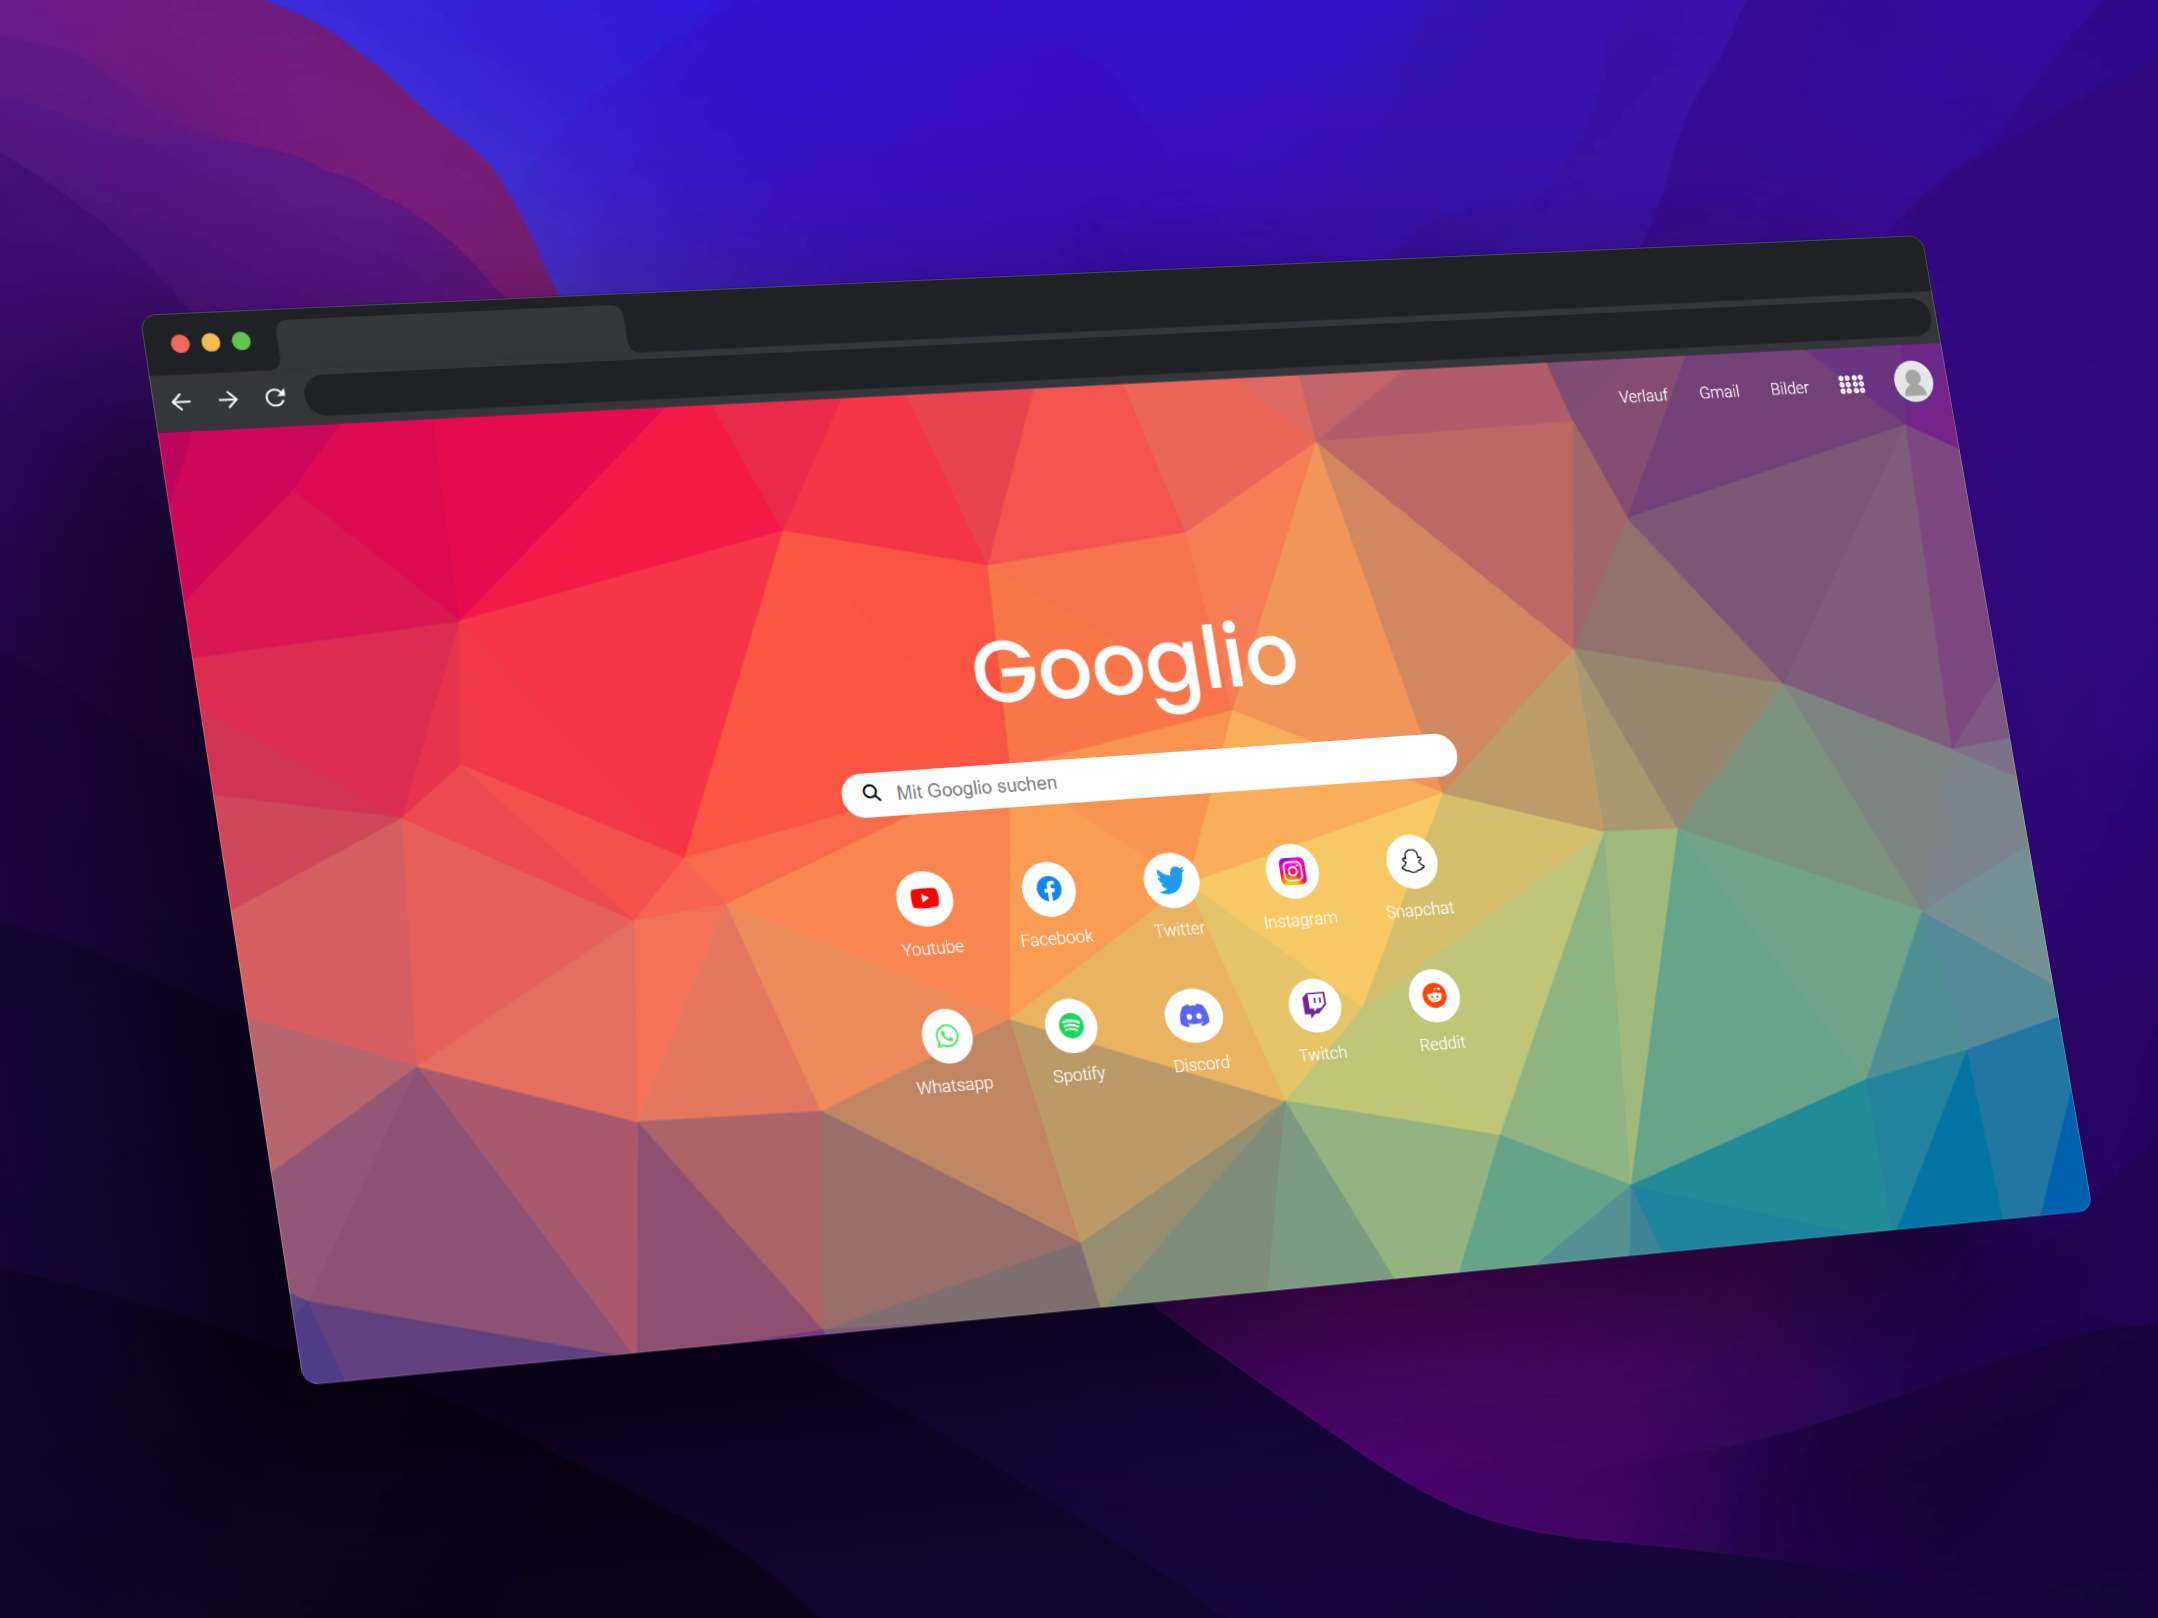 Verlauf Gmail Bilder
Googlio
Mit Googlio suchen
Youtube Facebook Twitter Instagram Snapchat
Whatsapp Spotify Discord Twitch Reddit